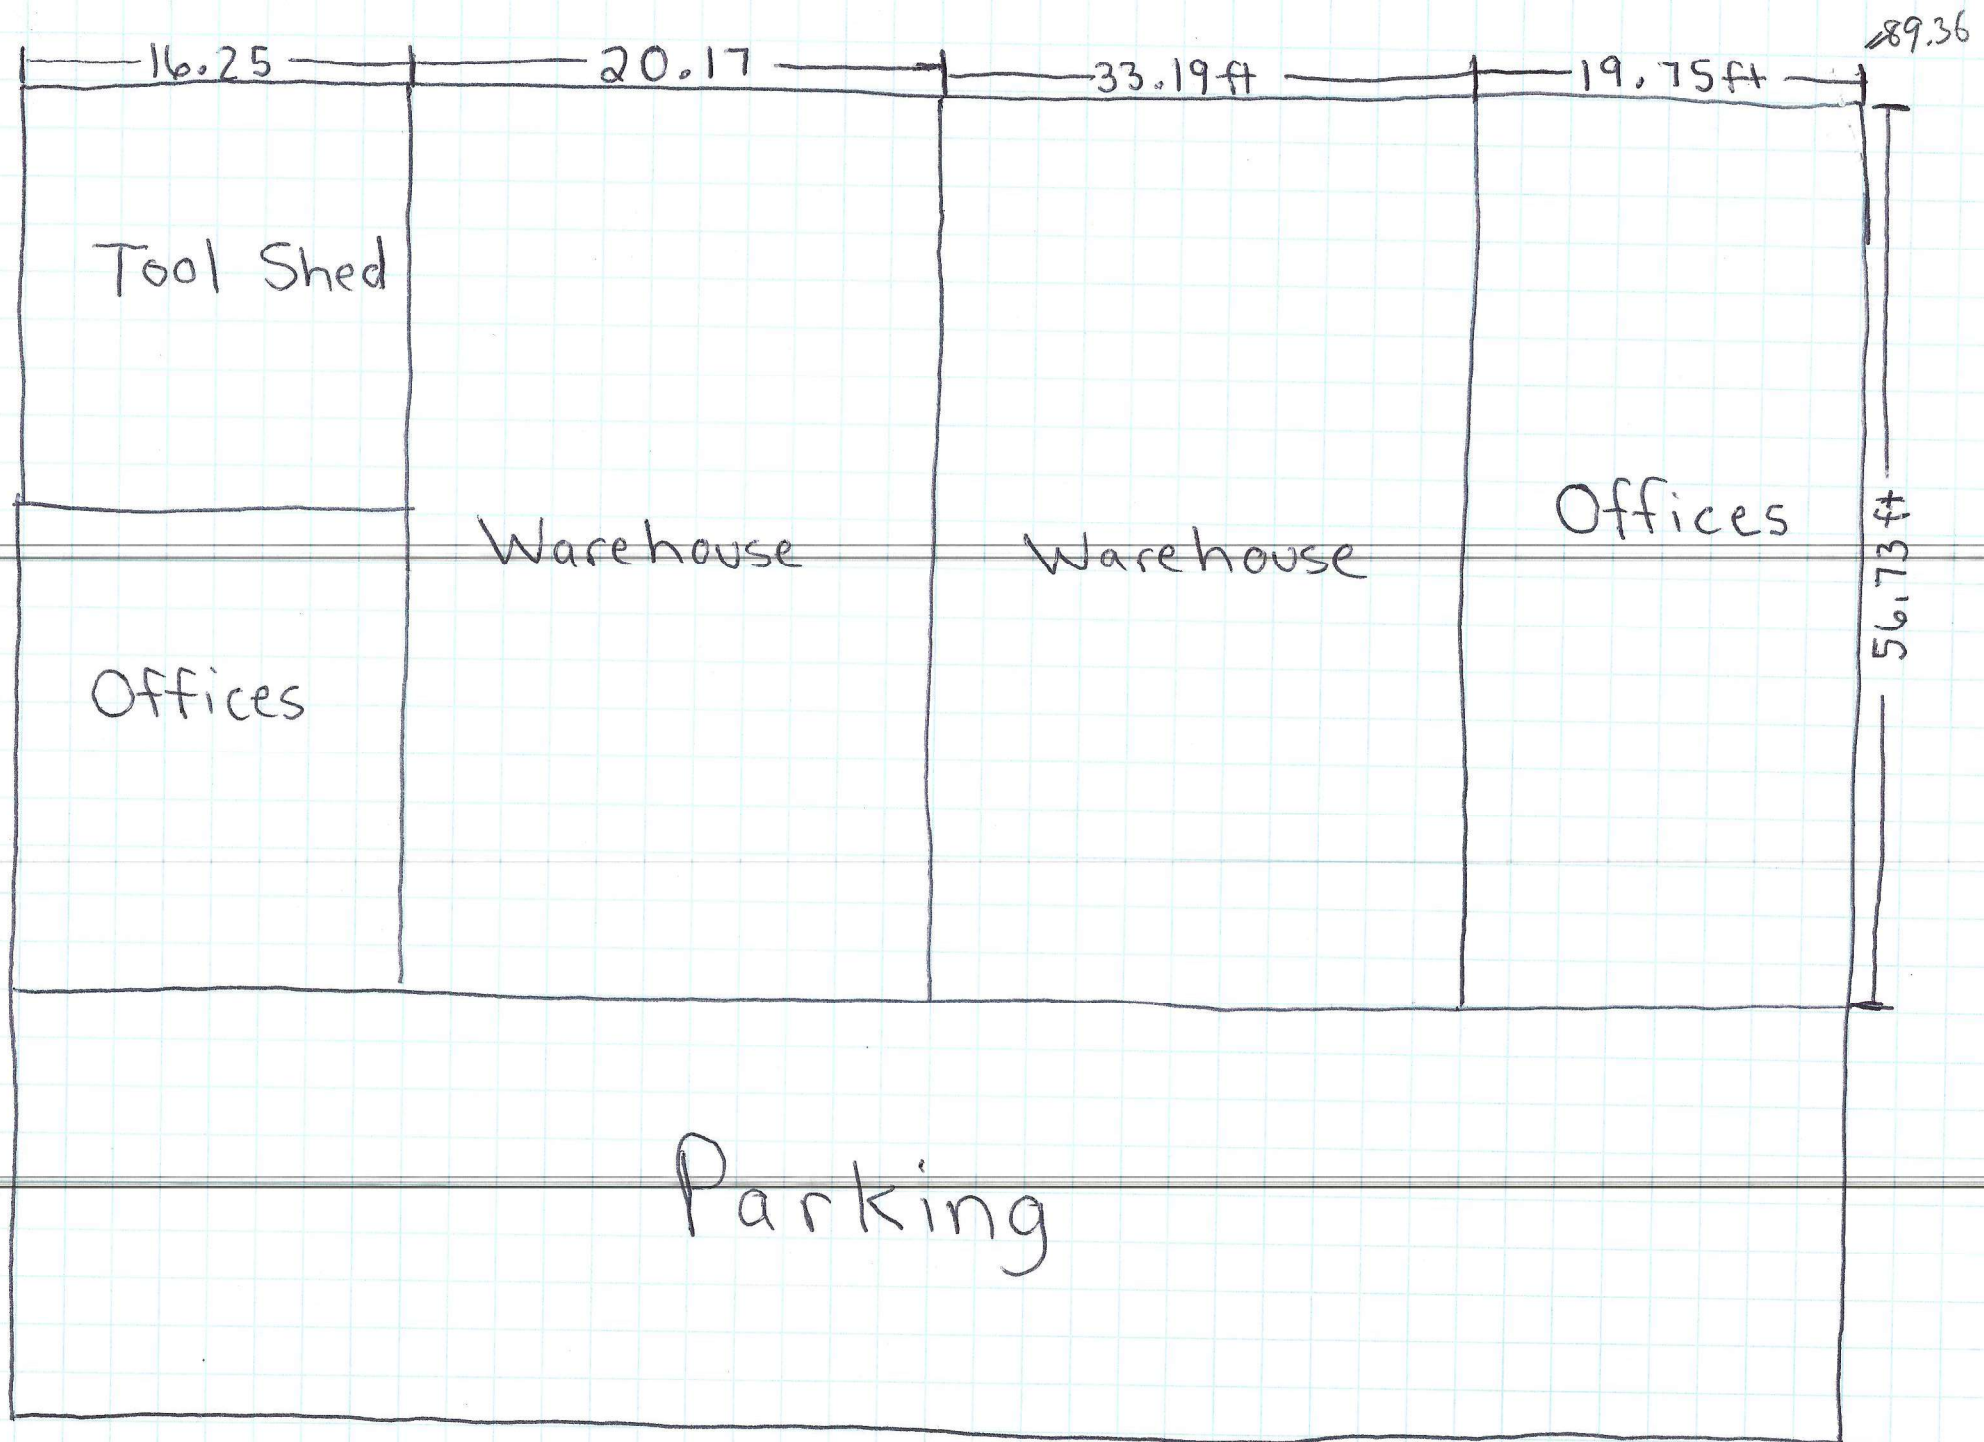 89.36
16.25 20.17 33.19ft 19.75ft
Tool Shed
Offices
Warehouse Warehouse
56.73 ft
Offices
Parking